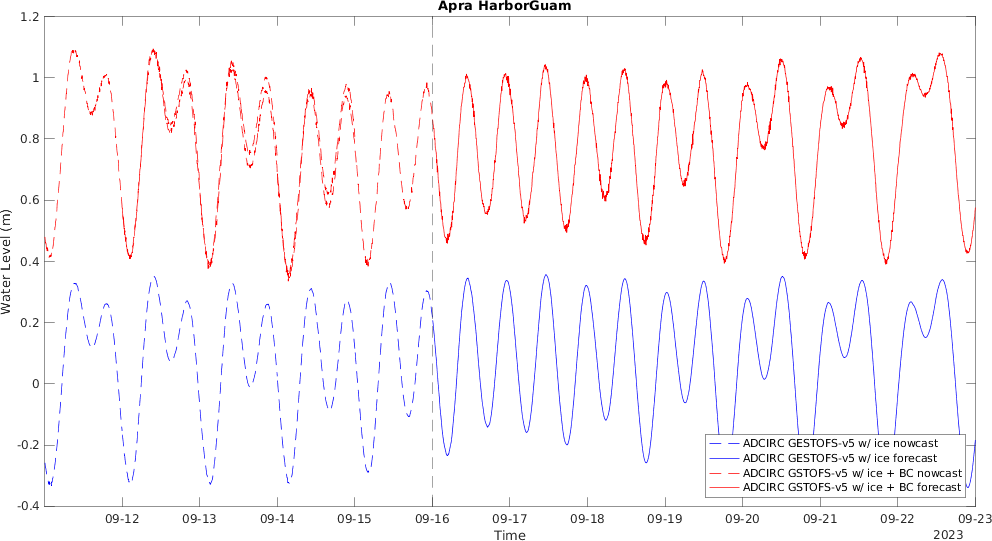 Apra HarborGuam
1.2
1
0.8
0.6
0.4
0.2
0
-0.2
-0.4
Water Level (m)
ADCIRC GESTOFS-v5 w/ ice nowcast
ADCIRC GESTOFS-v5 w/ ice forecast
ADCIRC GSTOFS-v5 w/ ice + BC nowcast
ADCIRC GSTOFS-v5 w/ ice + BC forecast
09-12 09-13 09-14 09-15 09-16 09-17 09-18 09-19 09-20 09-21 09-22 09-23
Time
2023